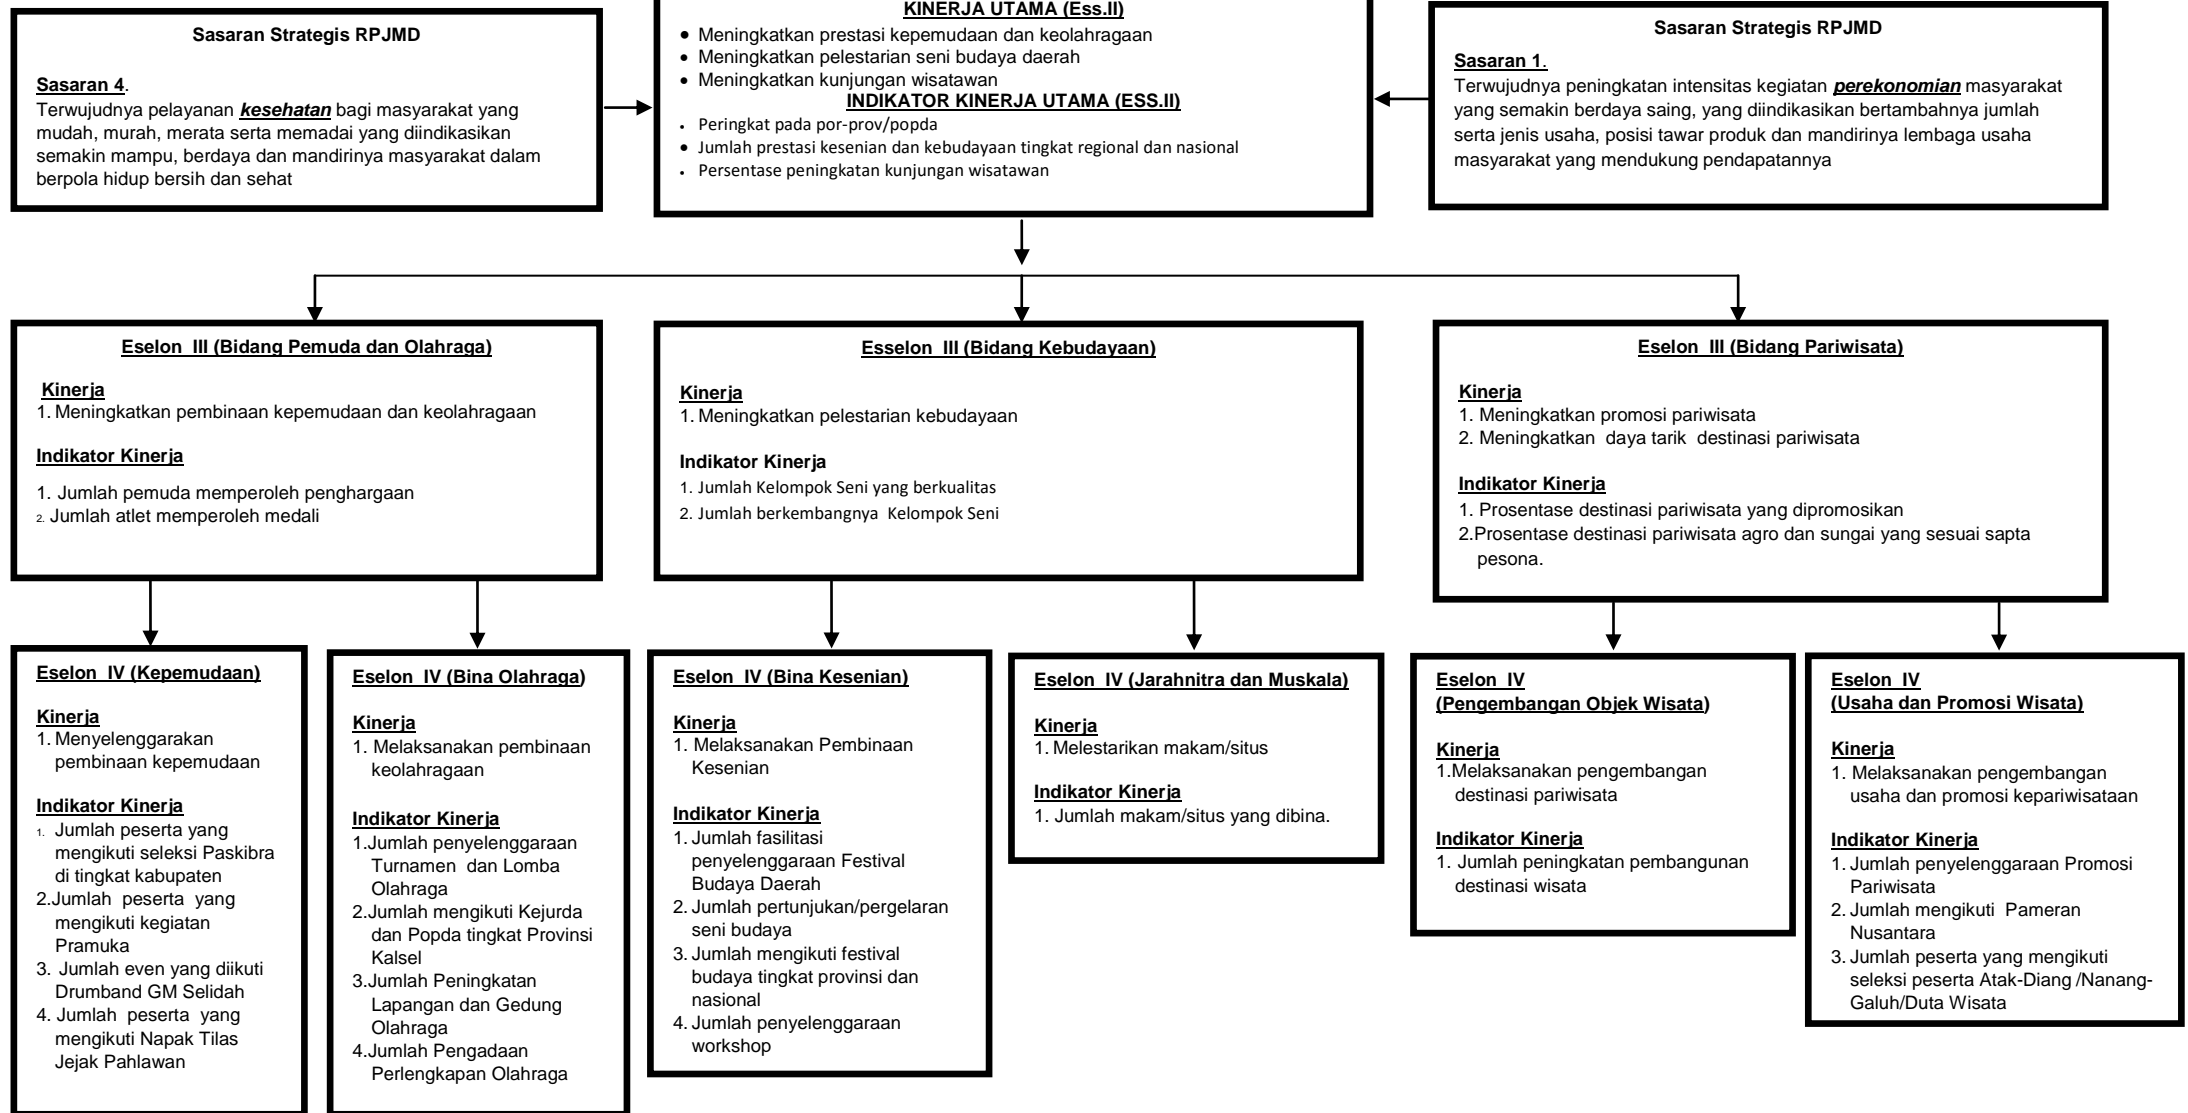 Sasaran Strategis RPJMD
Sasaran 4.
Terwujudnya pelayanan kesehatan bagi masyarakat yang
mudah, murah, merata serta memadai yang diindikasikan
semakin mampu, berdaya dan mandirinya masyarakat dalam
berpola hidup bersih dan sehat
KINERJA UTAMA (Ess.II)
• Meningkatkan prestasi kepemudaan dan keolahragaan
• Meningkatkan pelestarian seni budaya daerah
• Meningkatkan kunjungan wisatawan
INDIKATOR KINERJA UTAMA (ESS.II)
• Peringkat pada por-prov/popda
• Jumlah prestasi kesenian dan kebudayaan tingkat regional dan nasional
• Persentase peningkatan kunjungan wisatawan
Sasaran Strategis RPJMD
Sasaran 1.
Terwujudnya peningkatan intensitas kegiatan perekonomian masyarakat
yang semakin berdaya saing, yang diindikasikan bertambahnya jumlah
serta jenis usaha, posisi tawar produk dan mandirinya lembaga usaha
masyarakat yang mendukung pendapatannya
Eselon III (Bidang Pemuda dan Olahraga)
Kinerja
1. Meningkatkan pembinaan kepemudaan dan keolahragaan
Indikator Kinerja
1. Jumlah pemuda memperoleh penghargaan
2. Jumlah atlet memperoleh medali
Esselon III (Bidang Kebudayaan)
Kinerja
1. Meningkatkan pelestarian kebudayaan
Indikator Kinerja
1. Jumlah Kelompok Seni yang berkualitas
2. Jumlah berkembangnya Kelompok Seni
Eselon III (Bidang Pariwisata)
Kinerja
1. Meningkatkan promosi pariwisata
2. Meningkatkan daya tarik destinasi pariwisata
Indikator Kinerja
1. Prosentase destinasi pariwisata yang dipromosikan
2.Prosentase destinasi pariwisata agro dan sungai yang sesuai sapta
pesona.
Eselon IV (Kepemudaan)
Kinerja
1. Menyelenggarakan
pembinaan kepemudaan
Indikator Kinerja
1. Jumlah peserta yang
mengikuti seleksi Paskibra
di tingkat kabupaten
2.Jumlah peserta yang
mengikuti kegiatan
Pramuka
3. Jumlah even yang diikuti
Drumband GM Selidah
4. Jumlah peserta yang
mengikuti Napak Tilas
Jejak Pahlawan
Eselon IV (Bina Olahraga)
Kinerja
1. Melaksanakan pembinaan
keolahragaan
Indikator Kinerja
1.Jumlah penyelenggaraan
Turnamen dan Lomba
Olahraga
2.Jumlah mengikuti Kejurda
dan Popda tingkat Provinsi
Kalsel
3.Jumlah Peningkatan
Lapangan dan Gedung
Olahraga
4.Jumlah Pengadaan
Perlengkapan Olahraga
Eselon IV (Bina Kesenian)
Kinerja
1. Melaksanakan Pembinaan
Kesenian
Indikator Kinerja
1. Jumlah fasilitasi
penyelenggaraan Festival
Budaya Daerah
2. Jumlah pertunjukan/pergelaran
seni budaya
3. Jumlah mengikuti festival
budaya tingkat provinsi dan
nasional
4. Jumlah penyelenggaraan
workshop
Eselon IV (Jarahnitra dan Muskala)
Kinerja
1. Melestarikan makam/situs
Indikator Kinerja
1. Jumlah makam/situs yang dibina.
Eselon IV
(Pengembangan Objek Wisata)
Kinerja
1.Melaksanakan pengembangan
destinasi pariwisata
Indikator Kinerja
1. Jumlah peningkatan pembangunan
destinasi wisata
Eselon IV
(Usaha dan Promosi Wisata)
Kinerja
1. Melaksanakan pengembangan
usaha dan promosi kepariwisataan
Indikator Kinerja
1. Jumlah penyelenggaraan Promosi
Pariwisata
2. Jumlah mengikuti Pameran
Nusantara
3. Jumlah peserta yang mengikuti
seleksi peserta Atak-Diang /Nanang-
Galuh/Duta Wisata